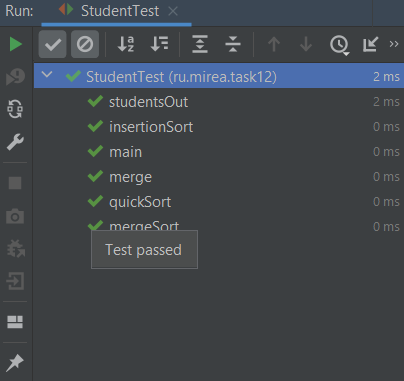 Run: StudentTest
StudentTest (ru.mirea.task12) 2 ms
studentsOut 2 ms
insertionSort 0 ms
main 0 ms
merge 0 ms
quickSort 0 ms
mergeSort 0 ms
Test passed